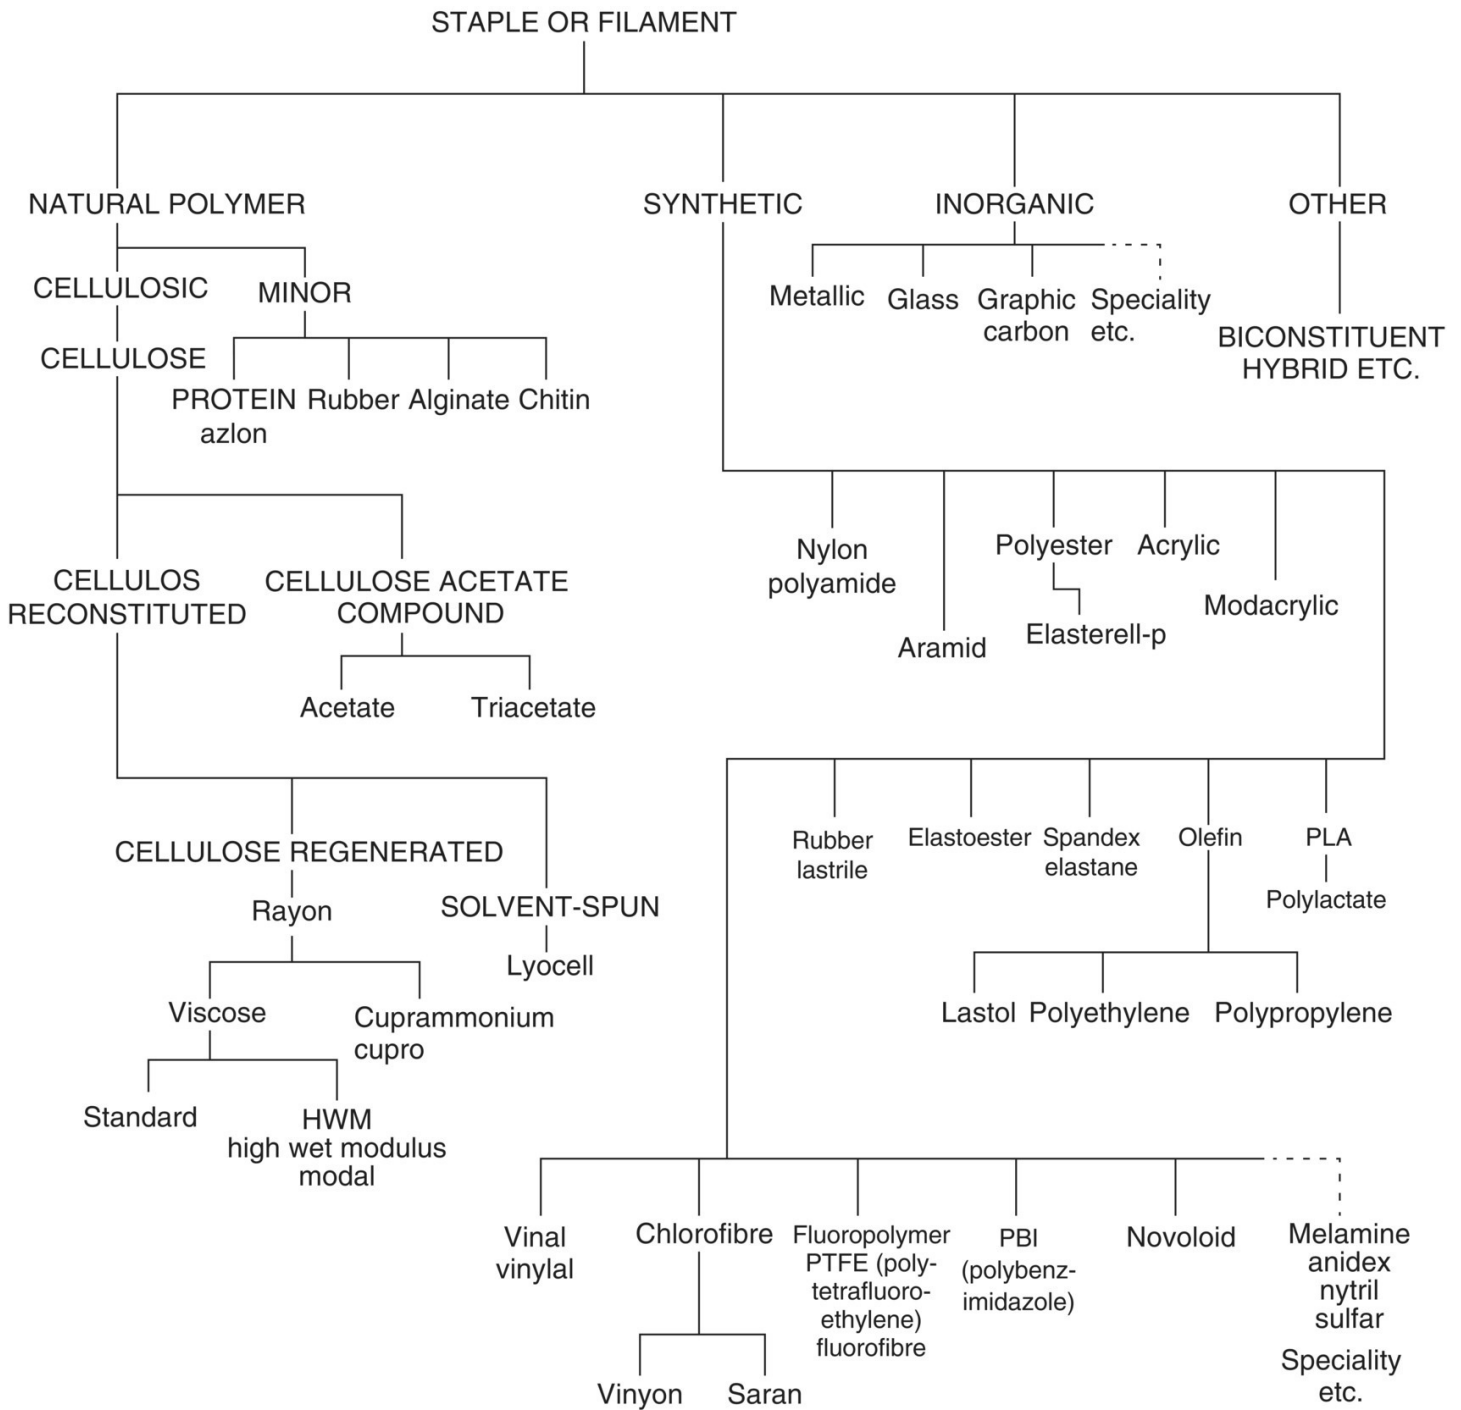 STAPLE OR FILAMENT
NATURAL POLYMER
SYNTHETIC
INORGANIC
OTHER
CELLULOSIC
MINOR
CELLULOSE
PROTEIN
azlon
Rubber
Alginate
Chitin
Metallic
Glass
Graphic
carbon
Speciality
etc.
BICONSTITUENT
HYBRID ETC.
CELLULOS
RECONSTITUTED
CELLULOSE ACETATE
COMPOUND
Acetate
Triacetate
Nylon
polyamide
Aramid
Polyester
Elasterell-p
Acrylic
Modacrylic
CELLULOSE REGENERATED
Rayon
SOLVENT-SPUN
Lyocell
Viscose
Cuprammonium
cupro
Standard
HWM
high wet modulus
modal
Rubber
lastrile
Elastoester
Spandex
elastane
Olefin
PLA
Polylactate
Lastol
Polyethylene
Polypropylene
Vinal
vinylal
Chlorofibre
Vinyon
Saran
Fluoropolymer
PTFE (poly-
tetrafluoro-
ethylene)
fluorofibre
PBI
(polybenz-
imidazole)
Novoloid
Melamine
anidex
nytril
sulfar
Speciality
etc.